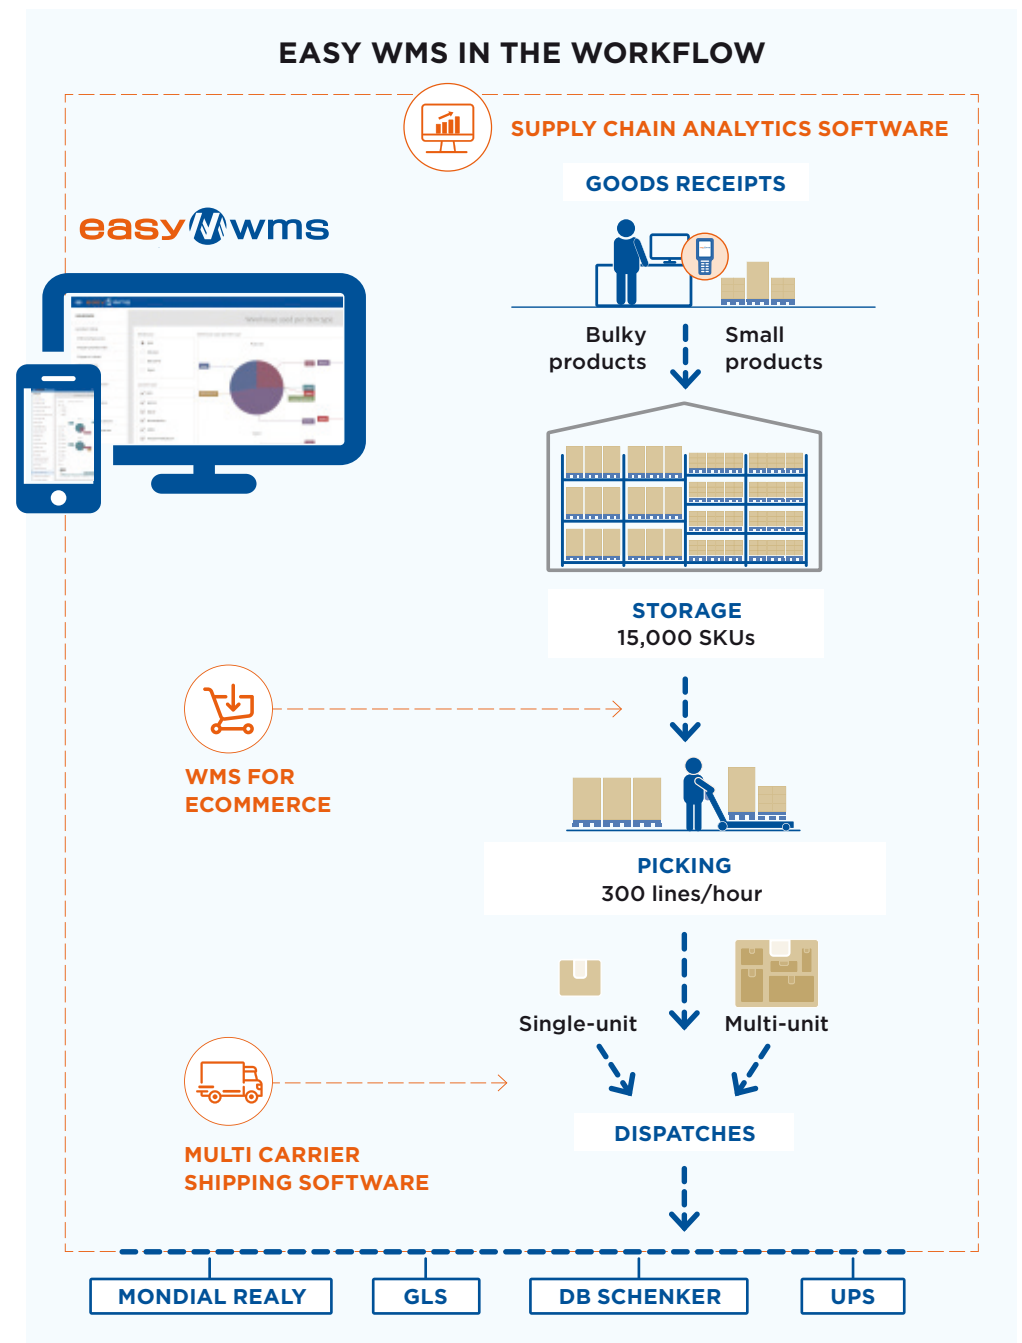 EASY WMS IN THE WORKFLOW
SUPPLY CHAIN ANALYTICS SOFTWARE
GOODS RECEIPTS
easy wms
Bulky products
Small products
STORAGE
15,000 SKUs
WMS FOR
ECOMMERCE
PICKING
300 lines/hour
Single-unit
Multi-unit
MULTI CARRIER
SHIPPING SOFTWARE
DISPATCHES
MONDIAL REALY
GLS
DB SCHENKER
UPS